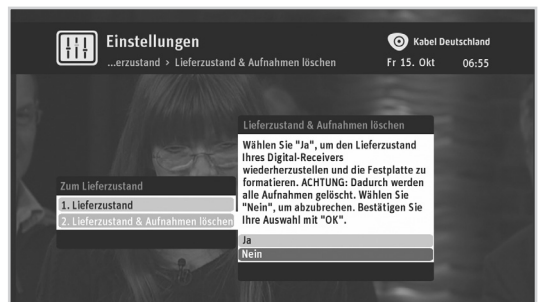 Einstellungen
Kabel Deutschland
...erzustand > Lieferzustand & Aufnahmen löschen
Fr 15. Okt 06:55
Zum Lieferzustand
1. Lieferzustand
2. Lieferzustand & Aufnahmen löschen
Lieferzustand & Aufnahmen löschen
Wählen Sie "Ja", um den Lieferzustand
Ihres Digital-Receivers
wiederherzustellen und die Festplatte zu
formatieren. ACHTUNG: Dadurch werden
alle Aufnahmen gelöscht. Wählen Sie
"Nein", um abzubrechen. Bestätigen Sie
Ihre Auswahl mit "OK".
Ja
Nein